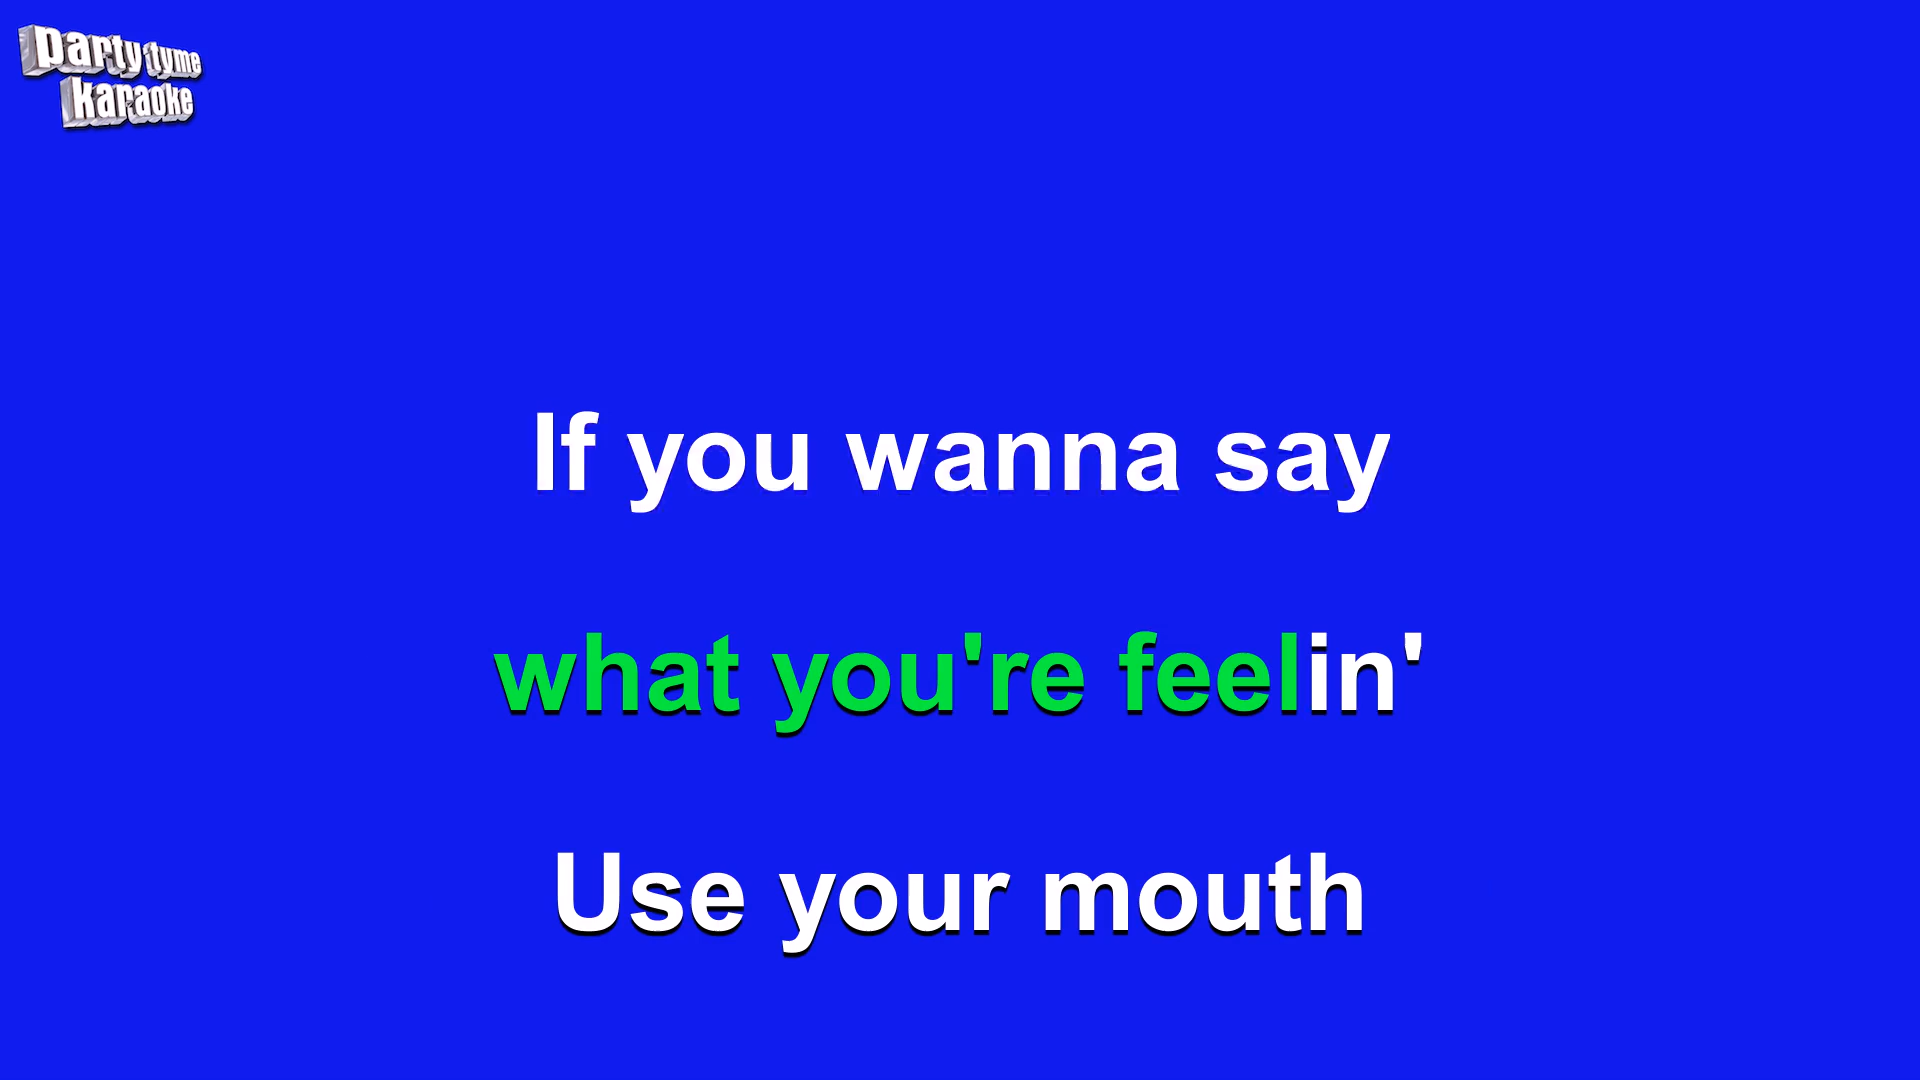 party tyme
karaoke
If you wanna say
what you're feelin'
Use your mouth